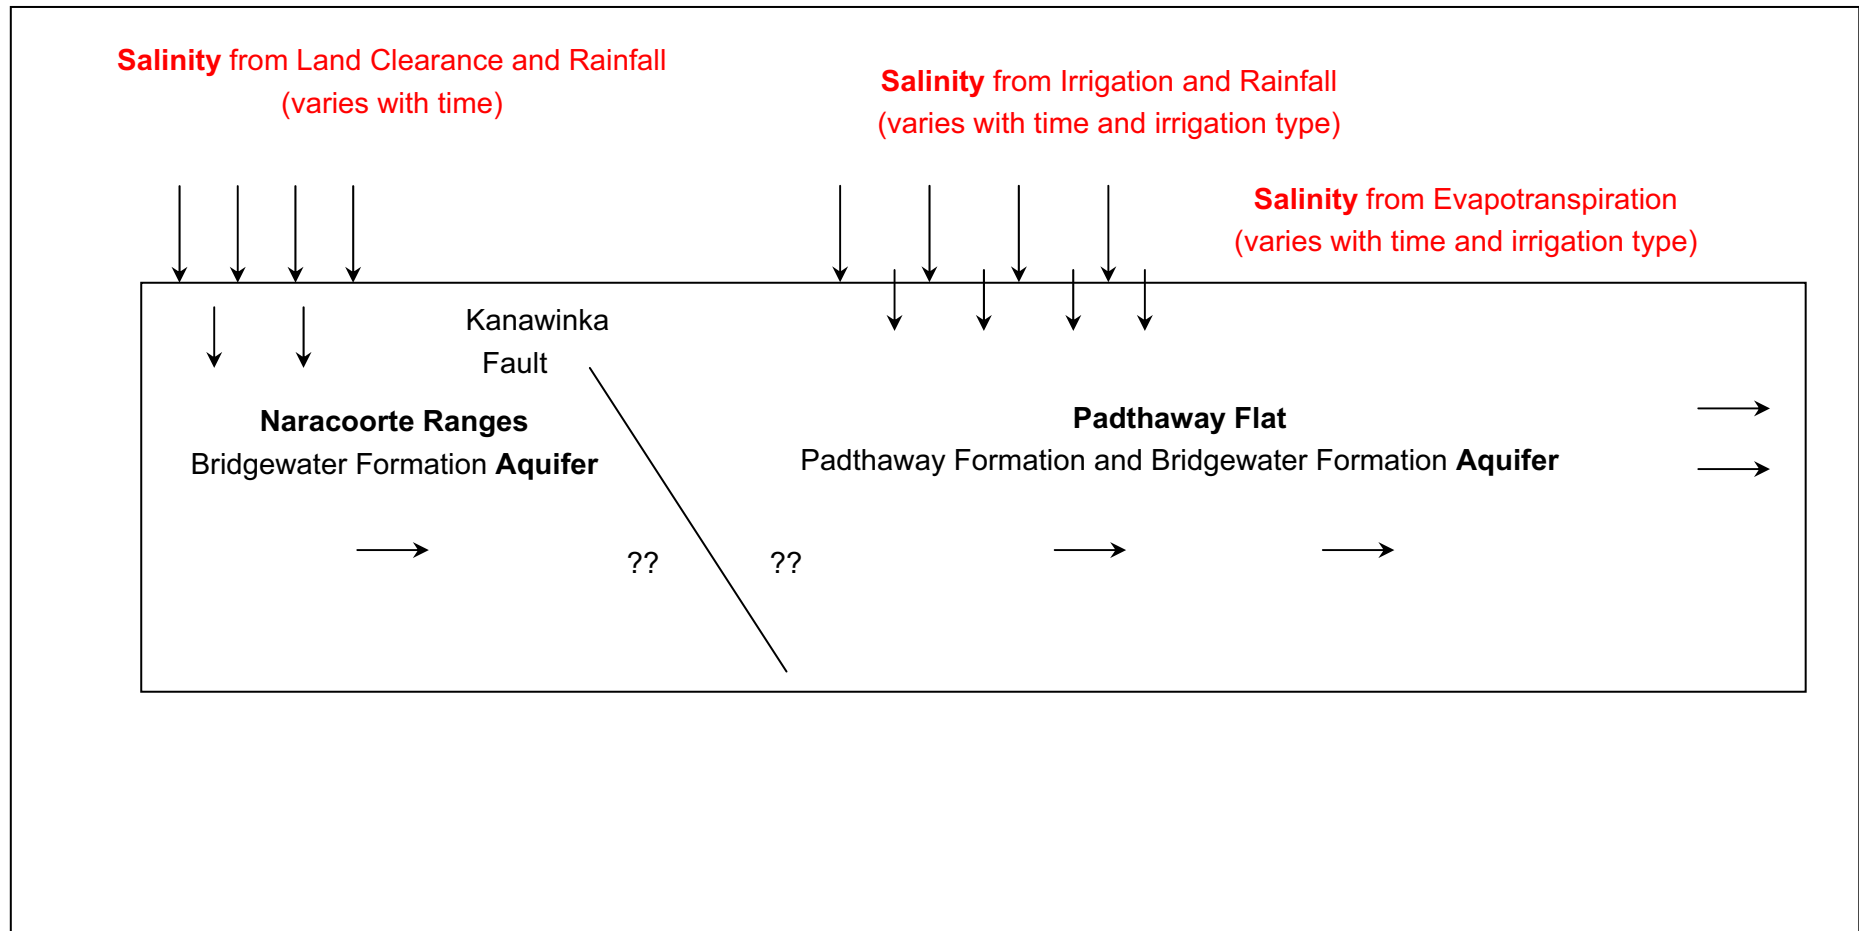 Salinity from Land Clearance and Rainfall
(varies with time)
Salinity from Irrigation and Rainfall
(varies with time and irrigation type)
Salinity from Evapotranspiration
(varies with time and irrigation type)
Kanawinka
Fault
Naracoorte Ranges
Bridgewater Formation Aquifer
Padthaway Flat
Padthaway Formation and Bridgewater Formation Aquifer
??
??